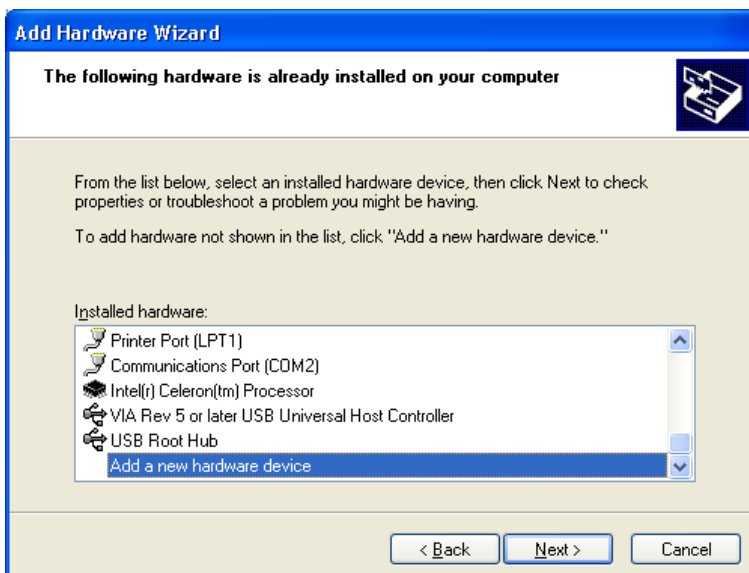 Add Hardware Wizard
The following hardware is already installed on your computer
From the list below, select an installed hardware device, then click Next to check
properties or troubleshoot a problem you might be having.
To add hardware not shown in the list, click "Add a new hardware device."
Installed hardware:
Printer Port (LPT1)
Communications Port (COM2)
Intel(r) Celeron(tm) Processor
VIA Rev 5 or later USB Universal Host Controller
USB Root Hub
Add a new hardware device
< Back Next > Cancel